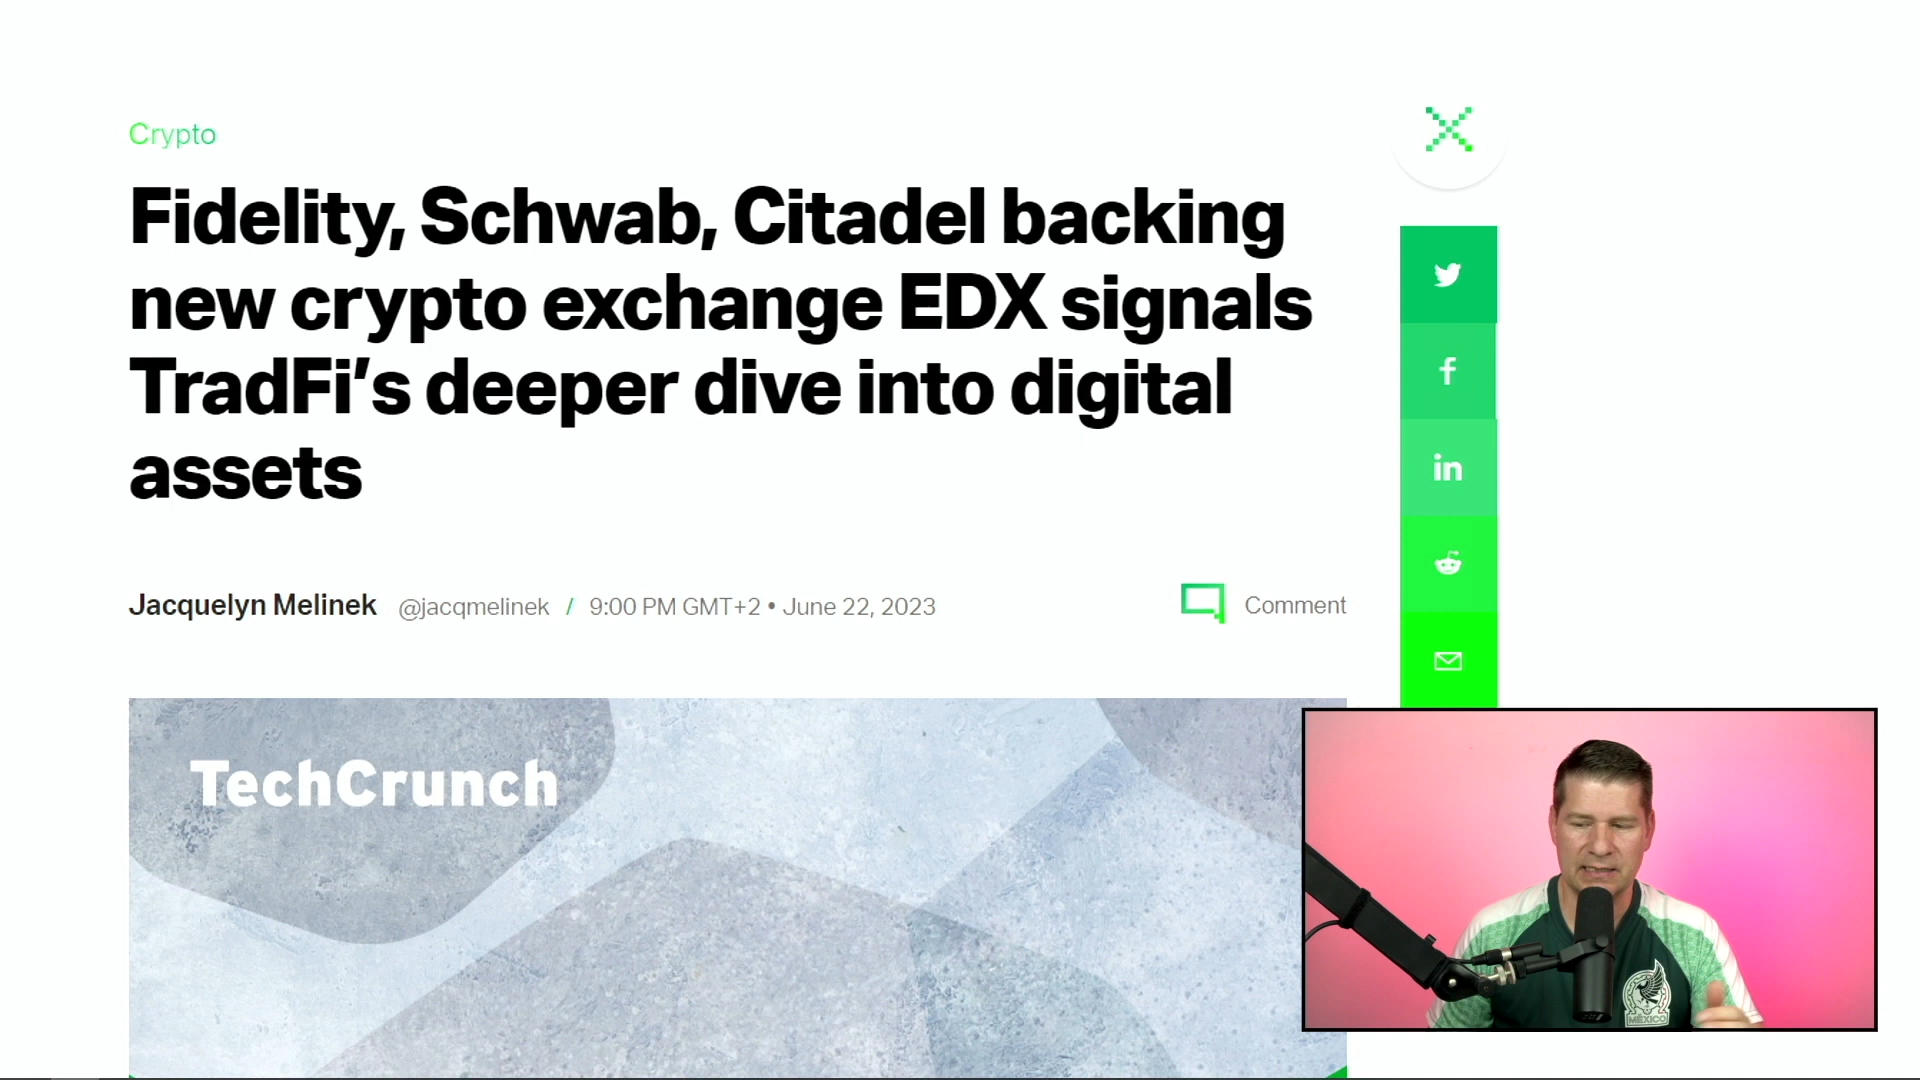 Crypto
Fidelity, Schwab, Citadel backing
new crypto exchange EDX signals
TradFi's deeper dive into digital
assets
Jacquelyn Melinek @jacqmelinek / 9:00 PM GMT+2 • June 22, 2023
Comment
TechCrunch
MEXICO